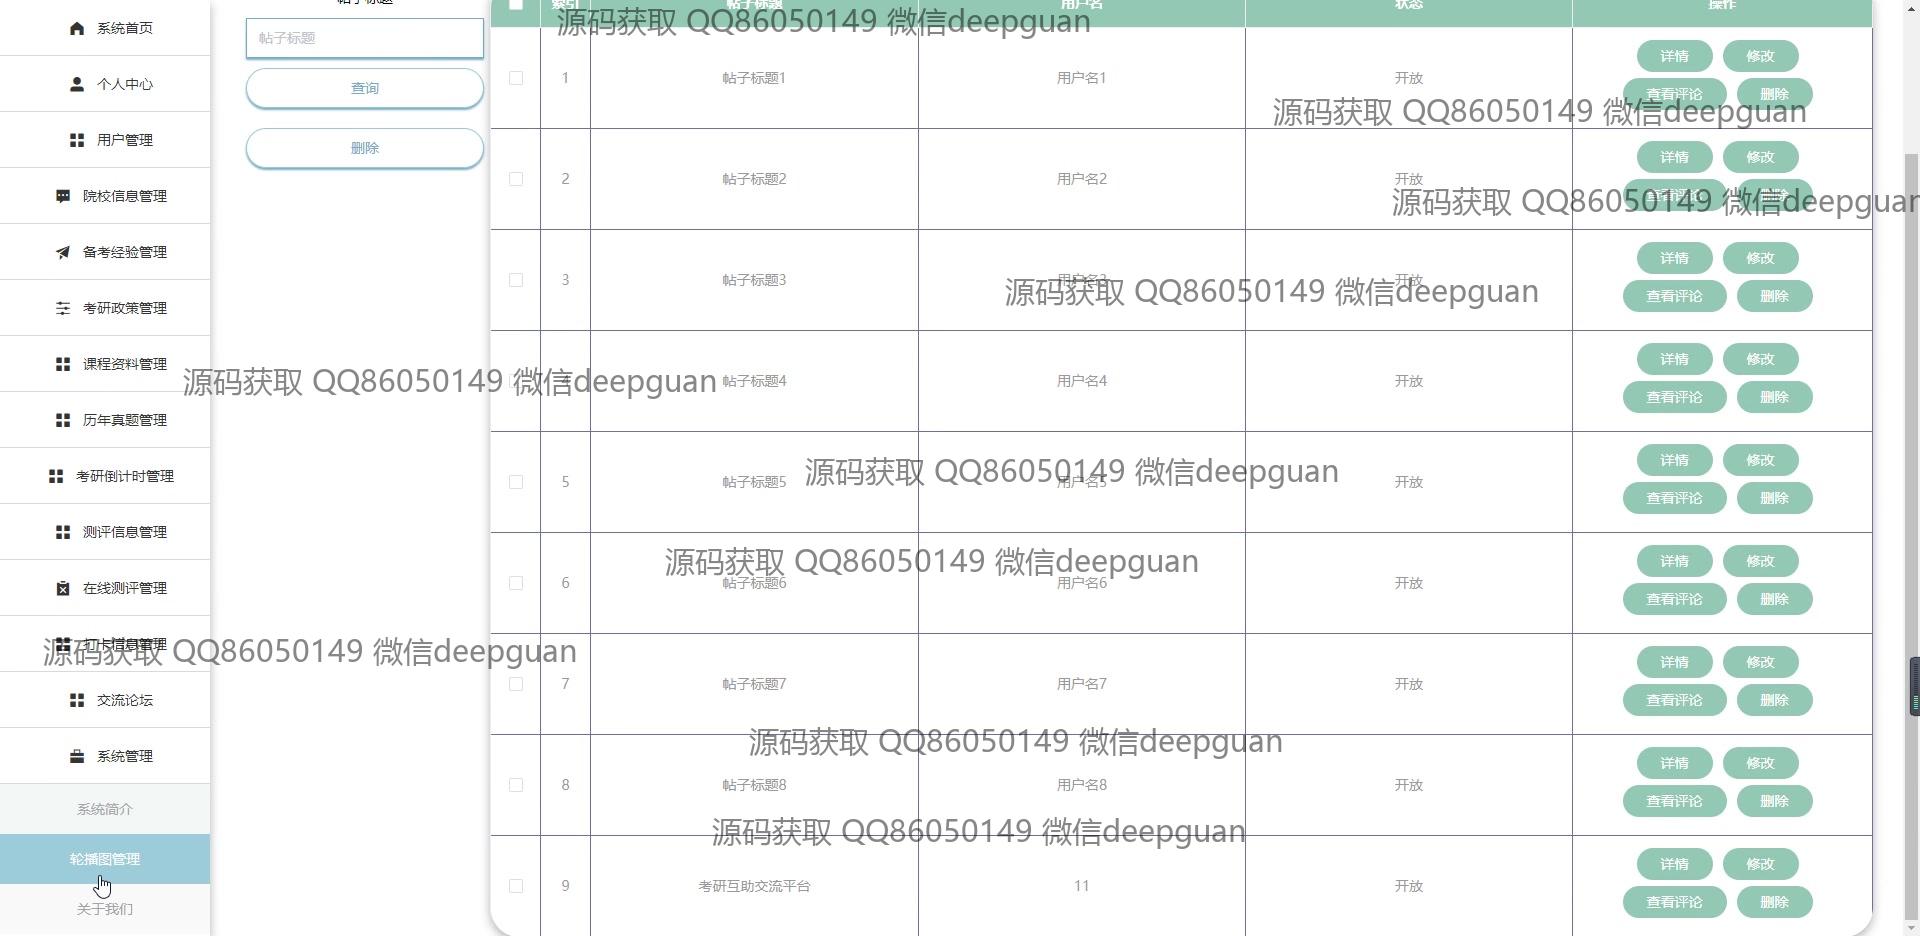 系统首页
个人中心
用户管理
院校信息管理
备考经验管理
考研政策管理
课程资料管理
历年真题管理
考研倒计时管理
测评信息管理
在线测评管理
打卡信息管理
交流论坛
系统管理
系统简介
轮播图管理
关于我们
帖子标题
帖子标题
查询
删除
索引 帖子标题 用户名 状态 操作
1 帖子标题1 用户名1 开放 详情 修改
查看评论 删除
2 帖子标题2 用户名2 开放 详情 修改
查看评论 删除
3 帖子标题3 用户名3 开放 详情 修改
查看评论 删除
4 帖子标题4 用户名4 开放 详情 修改
查看评论 删除
5 帖子标题5 用户名5 开放 详情 修改
查看评论 删除
6 帖子标题6 用户名6 开放 详情 修改
查看评论 删除
7 帖子标题7 用户名7 开放 详情 修改
查看评论 删除
8 帖子标题8 用户名8 开放 详情 修改
查看评论 删除
9 考研互助交流平台 11 开放 详情 修改
查看评论 删除
源码获取 QQ86050149 微信deepguan
源码获取 QQ86050149 微信deepguan
源码获取 QQ86050149 微信deepguan
源码获取 QQ86050149 微信deepguan
源码获取 QQ86050149 微信deepguan
源码获取 QQ86050149 微信deepguan
源码获取 QQ86050149 微信deepguan
源码获取 QQ86050149 微信deepguan
源码获取 QQ86050149 微信deepguan
源码获取 QQ86050149 微信deepguan